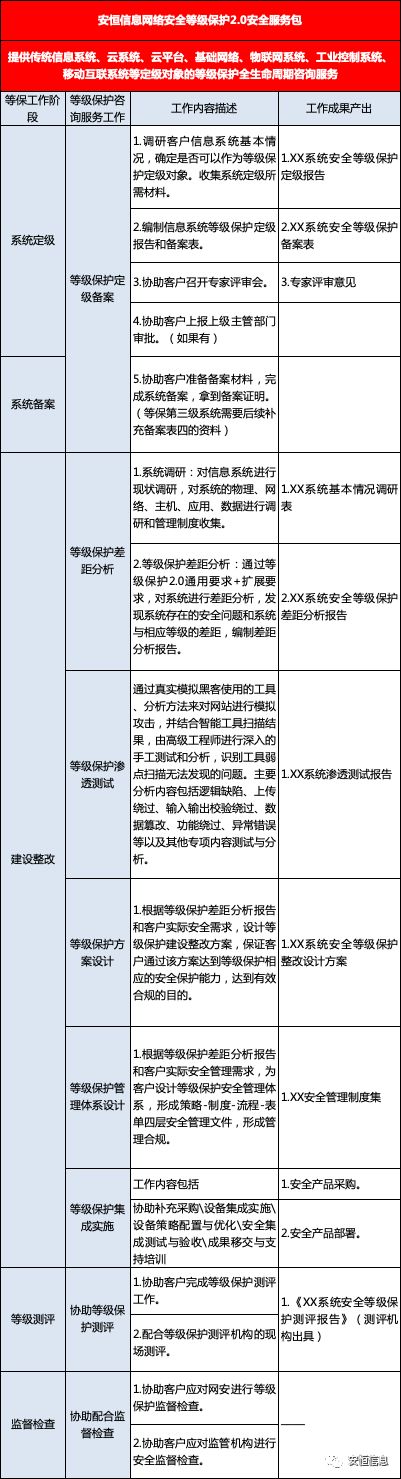 安恒信息网络安全等级保护2.0安全服务包
提供传统信息系统、云系统、云平台、基础网络、物联网系统、工业控制系统、
移动互联系统等定级对象的等级保护全生命周期咨询服务
等保工作阶
段
等级保护咨
询服务工作
工作内容描述
工作成果产出
系统定级
等级保护定
级备案
1.调研客户信息系统基本情
况，确定是否可以作为等级保
护定级对象。收集系统定级所
需材料。
1.XX系统安全等级保护
定级报告
2.编制信息系统等级保护定级
报告和备案表。
2.XX系统安全等级保护
备案表
3.协助客户召开专家评审会。
3.专家评审意见
4.协助客户上报上级主管部门
审批。（如果有）
系统备案
5.协助客户准备备案材料，完
成系统备案，拿到备案证明。
（等保第三级系统需要后续补
充备案表四的资料）
建设整改
等级保护差
距分析
1.系统调研：对信息系统进行
现状调研，对系统的物理、网
络、主机、应用、数据进行调
研和管理制度收集。
1.XX系统基本情况调研
表
2.等级保护差距分析：通过等
级保护2.0通用要求+扩展要
求，对系统进行差距分析，发
现系统存在的安全问题和系统
与相应等级的差距，编制差距
分析报告。
2.XX系统安全等级保护
差距分析报告
等级保护渗
透测试
通过真实模拟黑客使用的工具
、分析方法来对网站进行模拟
攻击，并结合智能工具扫描结
果，由高级工程师进行深入的
手工测试和分析，识别工具弱
点扫描无法发现的问题。主要
分析内容包括逻辑缺陷、上传
绕过、输入输出校验绕过、数
据篡改、功能绕过、异常错误
等以及其他专项内容测试与分
析。
1.XX系统渗透测试报告
等级保护方
案设计
1.根据等级保护差距分析报告
和客户实际安全需求，设计等
级保护建设整改方案，保证客
户通过该方案达到等级保护相
应的安全保护能力，达到有效
合规的目的。
1.XX系统安全等级保护
整改设计方案
等级保护管
理体系设计
1.根据等级保护差距分析报告
和客户实际安全管理需求，为
客户设计等级保护安全管理体
系，形成策略-制度-流程-表
单四层安全管理文件，形成管
理合规。
1.XX安全管理制度集
等级保护集
成实施
工作内容包括
1.安全产品采购。
协助补充采购\设备集成实施\
设备策略配置与优化\安全集
成测试与验收\成果移交与支
持培训
2.安全产品部署。
等级测评
协助等级保
护测评
1.协助客户完成等级保护测评
工作。
2.配合等级保护测评机构的现
场测评。
1.《XX系统安全等级保
护测评报告》（测评机
构出具）
监督检查
协助配合监
督检查
1.协助客户应对网安进行等级
保护监督检查。
2.协助客户应对监管机构进行
安全监督检查。
——
安恒信息